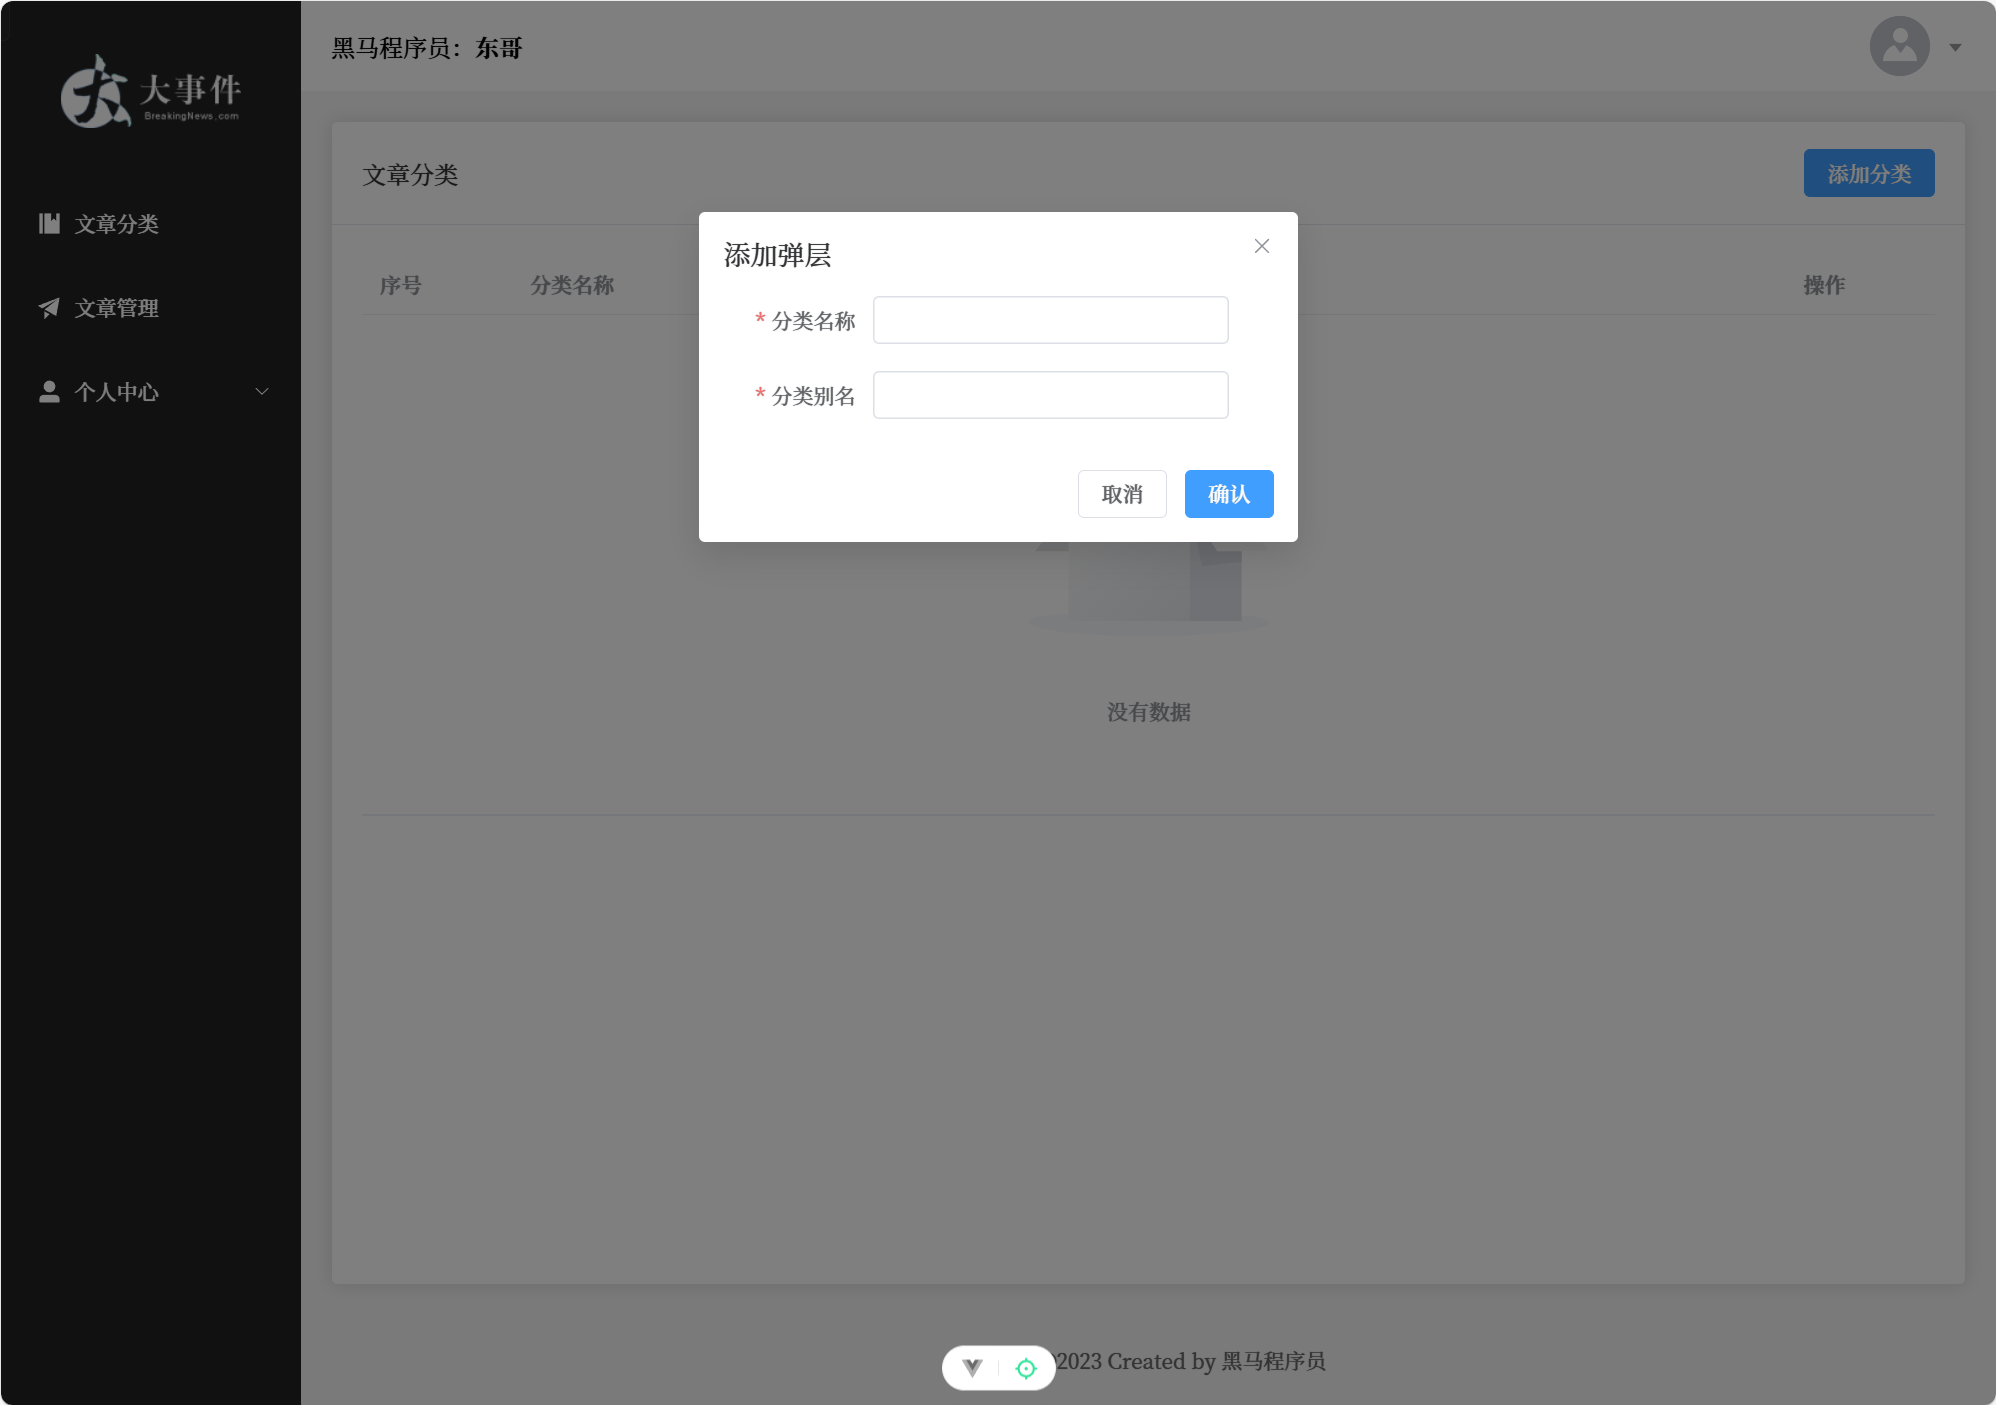 大事件
BreakingNews.com
文章分类
文章管理
个人中心
黑马程序员：东哥
文章分类
添加分类
序号 分类名称 操作
添加弹层
* 分类名称
* 分类别名
取消 确认
没有数据
2023 Created by 黑马程序员